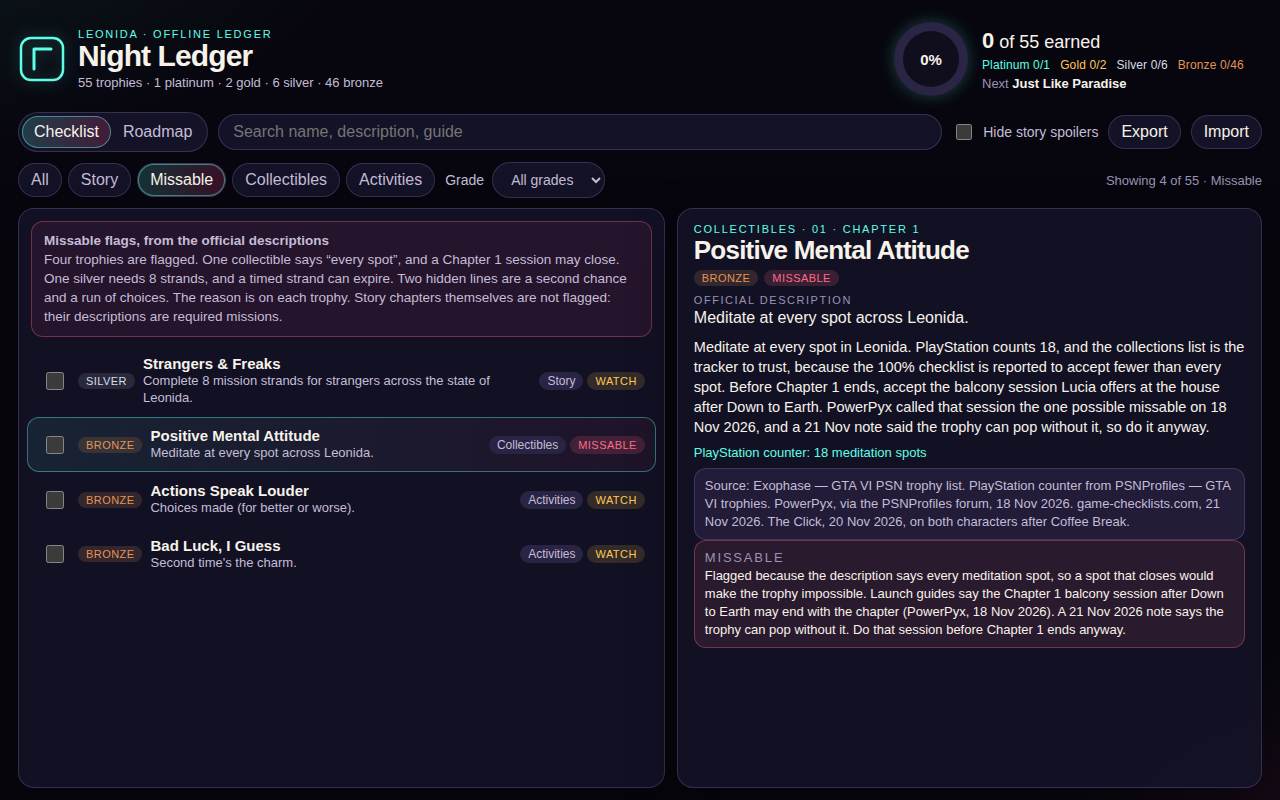 LEONIDA · OFFLINE LEDGER
Night Ledger
55 trophies · 1 platinum · 2 gold · 6 silver · 46 bronze
0%
0 of 55 earned
Platinum 0/1 Gold 0/2 Silver 0/6 Bronze 0/46
Next Just Like Paradise
Checklist Roadmap Search name, description, guide Hide story spoilers Export Import
All Story Missable Collectibles Activities Grade All grades Showing 4 of 55 · Missable
Missable flags, from the official descriptions
Four trophies are flagged. One collectible says “every spot”, and a Chapter 1 session may close.
One silver needs 8 strands, and a timed strand can expire. Two hidden lines are a second chance
and a run of choices. The reason is on each trophy. Story chapters themselves are not flagged:
their descriptions are required missions.
SILVER
Strangers & Freaks
Complete 8 mission strands for strangers across the state of
Leonida.
Story WATCH
BRONZE
Positive Mental Attitude
Meditate at every spot across Leonida.
Collectibles MISSABLE
BRONZE
Actions Speak Louder
Choices made (for better or worse).
Activities WATCH
BRONZE
Bad Luck, I Guess
Second time's the charm.
Activities WATCH
COLLECTIBLES · 01 · CHAPTER 1
Positive Mental Attitude
BRONZE MISSABLE
OFFICIAL DESCRIPTION
Meditate at every spot across Leonida.
Meditate at every spot in Leonida. PlayStation counts 18, and the collections list is the
tracker to trust, because the 100% checklist is reported to accept fewer than every
spot. Before Chapter 1 ends, accept the balcony session Lucia offers at the house
after Down to Earth. PowerPyx called that session the one possible missable on 18
Nov 2026, and a 21 Nov note said the trophy can pop without it, so do it anyway.
PlayStation counter: 18 meditation spots
Source: Exophase — GTA VI PSN trophy list. PlayStation counter from PSNProfiles — GTA
VI trophies. PowerPyx, via the PSNProfiles forum, 18 Nov 2026. game-checklists.com, 21
Nov 2026. The Click, 20 Nov 2026, on both characters after Coffee Break.
MISSABLE
Flagged because the description says every meditation spot, so a spot that closes would
make the trophy impossible. Launch guides say the Chapter 1 balcony session after Down
to Earth may end with the chapter (PowerPyx, 18 Nov 2026). A 21 Nov 2026 note says the
trophy can pop without it. Do that session before Chapter 1 ends anyway.